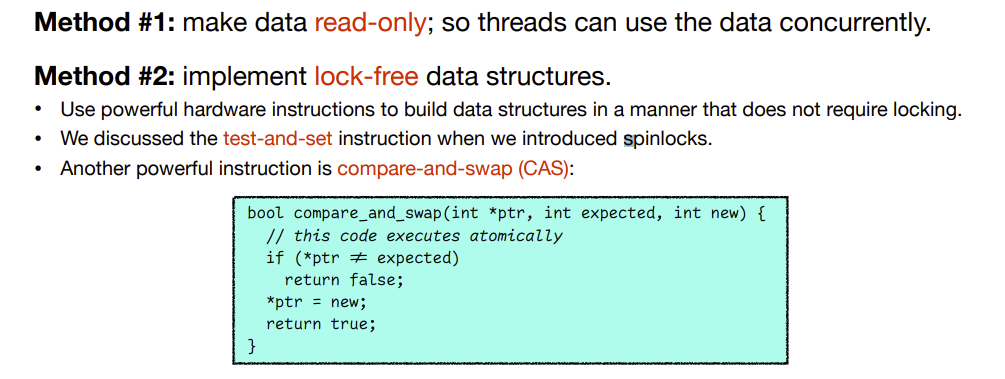 Method #1: make data read-only; so threads can use the data concurrently.
Method #2: implement lock-free data structures.
• Use powerful hardware instructions to build data structures in a manner that does not require locking.
• We discussed the test-and-set instruction when we introduced spinlocks.
• Another powerful instruction is compare-and-swap (CAS):
bool compare_and_swap(int *ptr, int expected, int new) {
// this code executes atomically
if (*ptr ≠ expected)
return false;
*ptr = new;
return true;
}